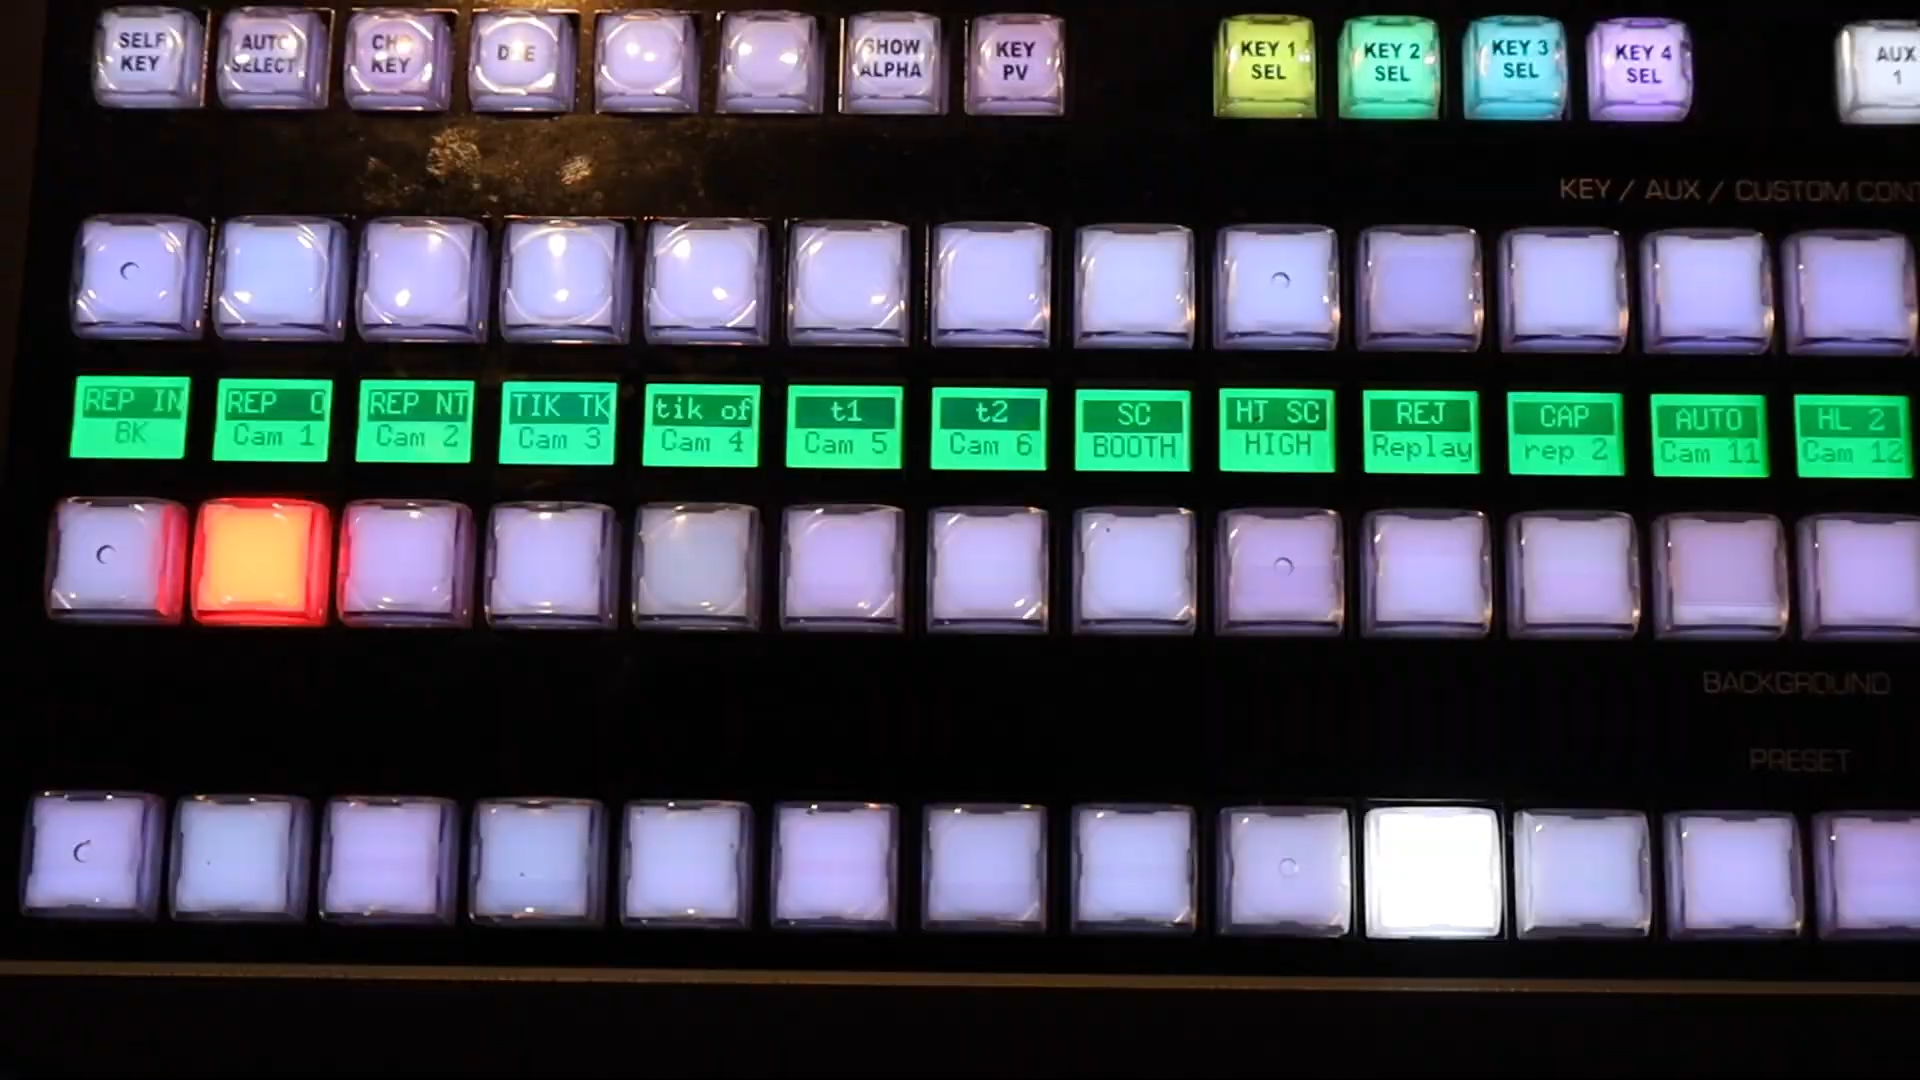 SELF
KEY
AUTO
SELECT
CHR
KEY
SHOW
ALPHA
KEY
PV
KEY 1
SEL
KEY 2
SEL
KEY 3
SEL
KEY 4
SEL
AUX
1
KEY / AUX / CUSTOM CONT
REP IN
BK
REP
Cam 1
REP NT
Cam 2
TIK TK
Cam 3
tik of
Cam 4
t1
Cam 5
t2
Cam 6
SC
BOOTH
HT SC
HIGH
REJ
Replay
CAP
rep 2
AUTO
Cam 11
HL 2
Cam 12
BACKGROUND
PRESET